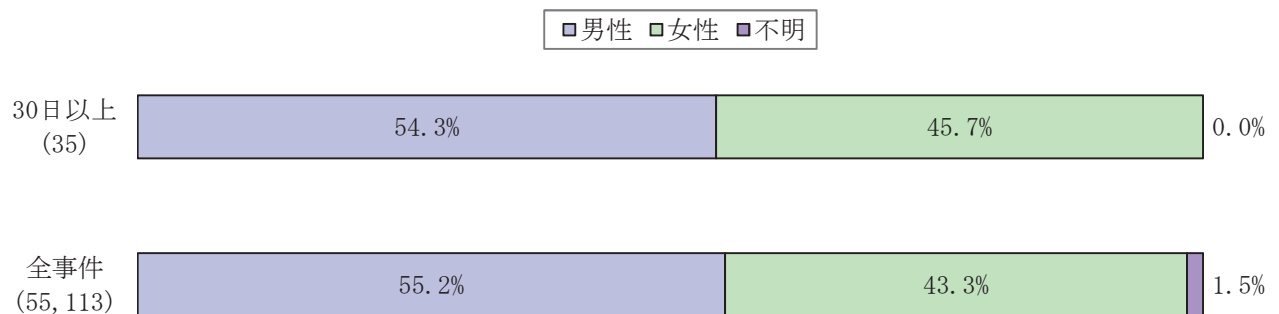 男性 女性 不明
30日以上
(35)
54.3% 45.7% 0.0%
全事件
(55,113)
55.2% 43.3% 1.5%